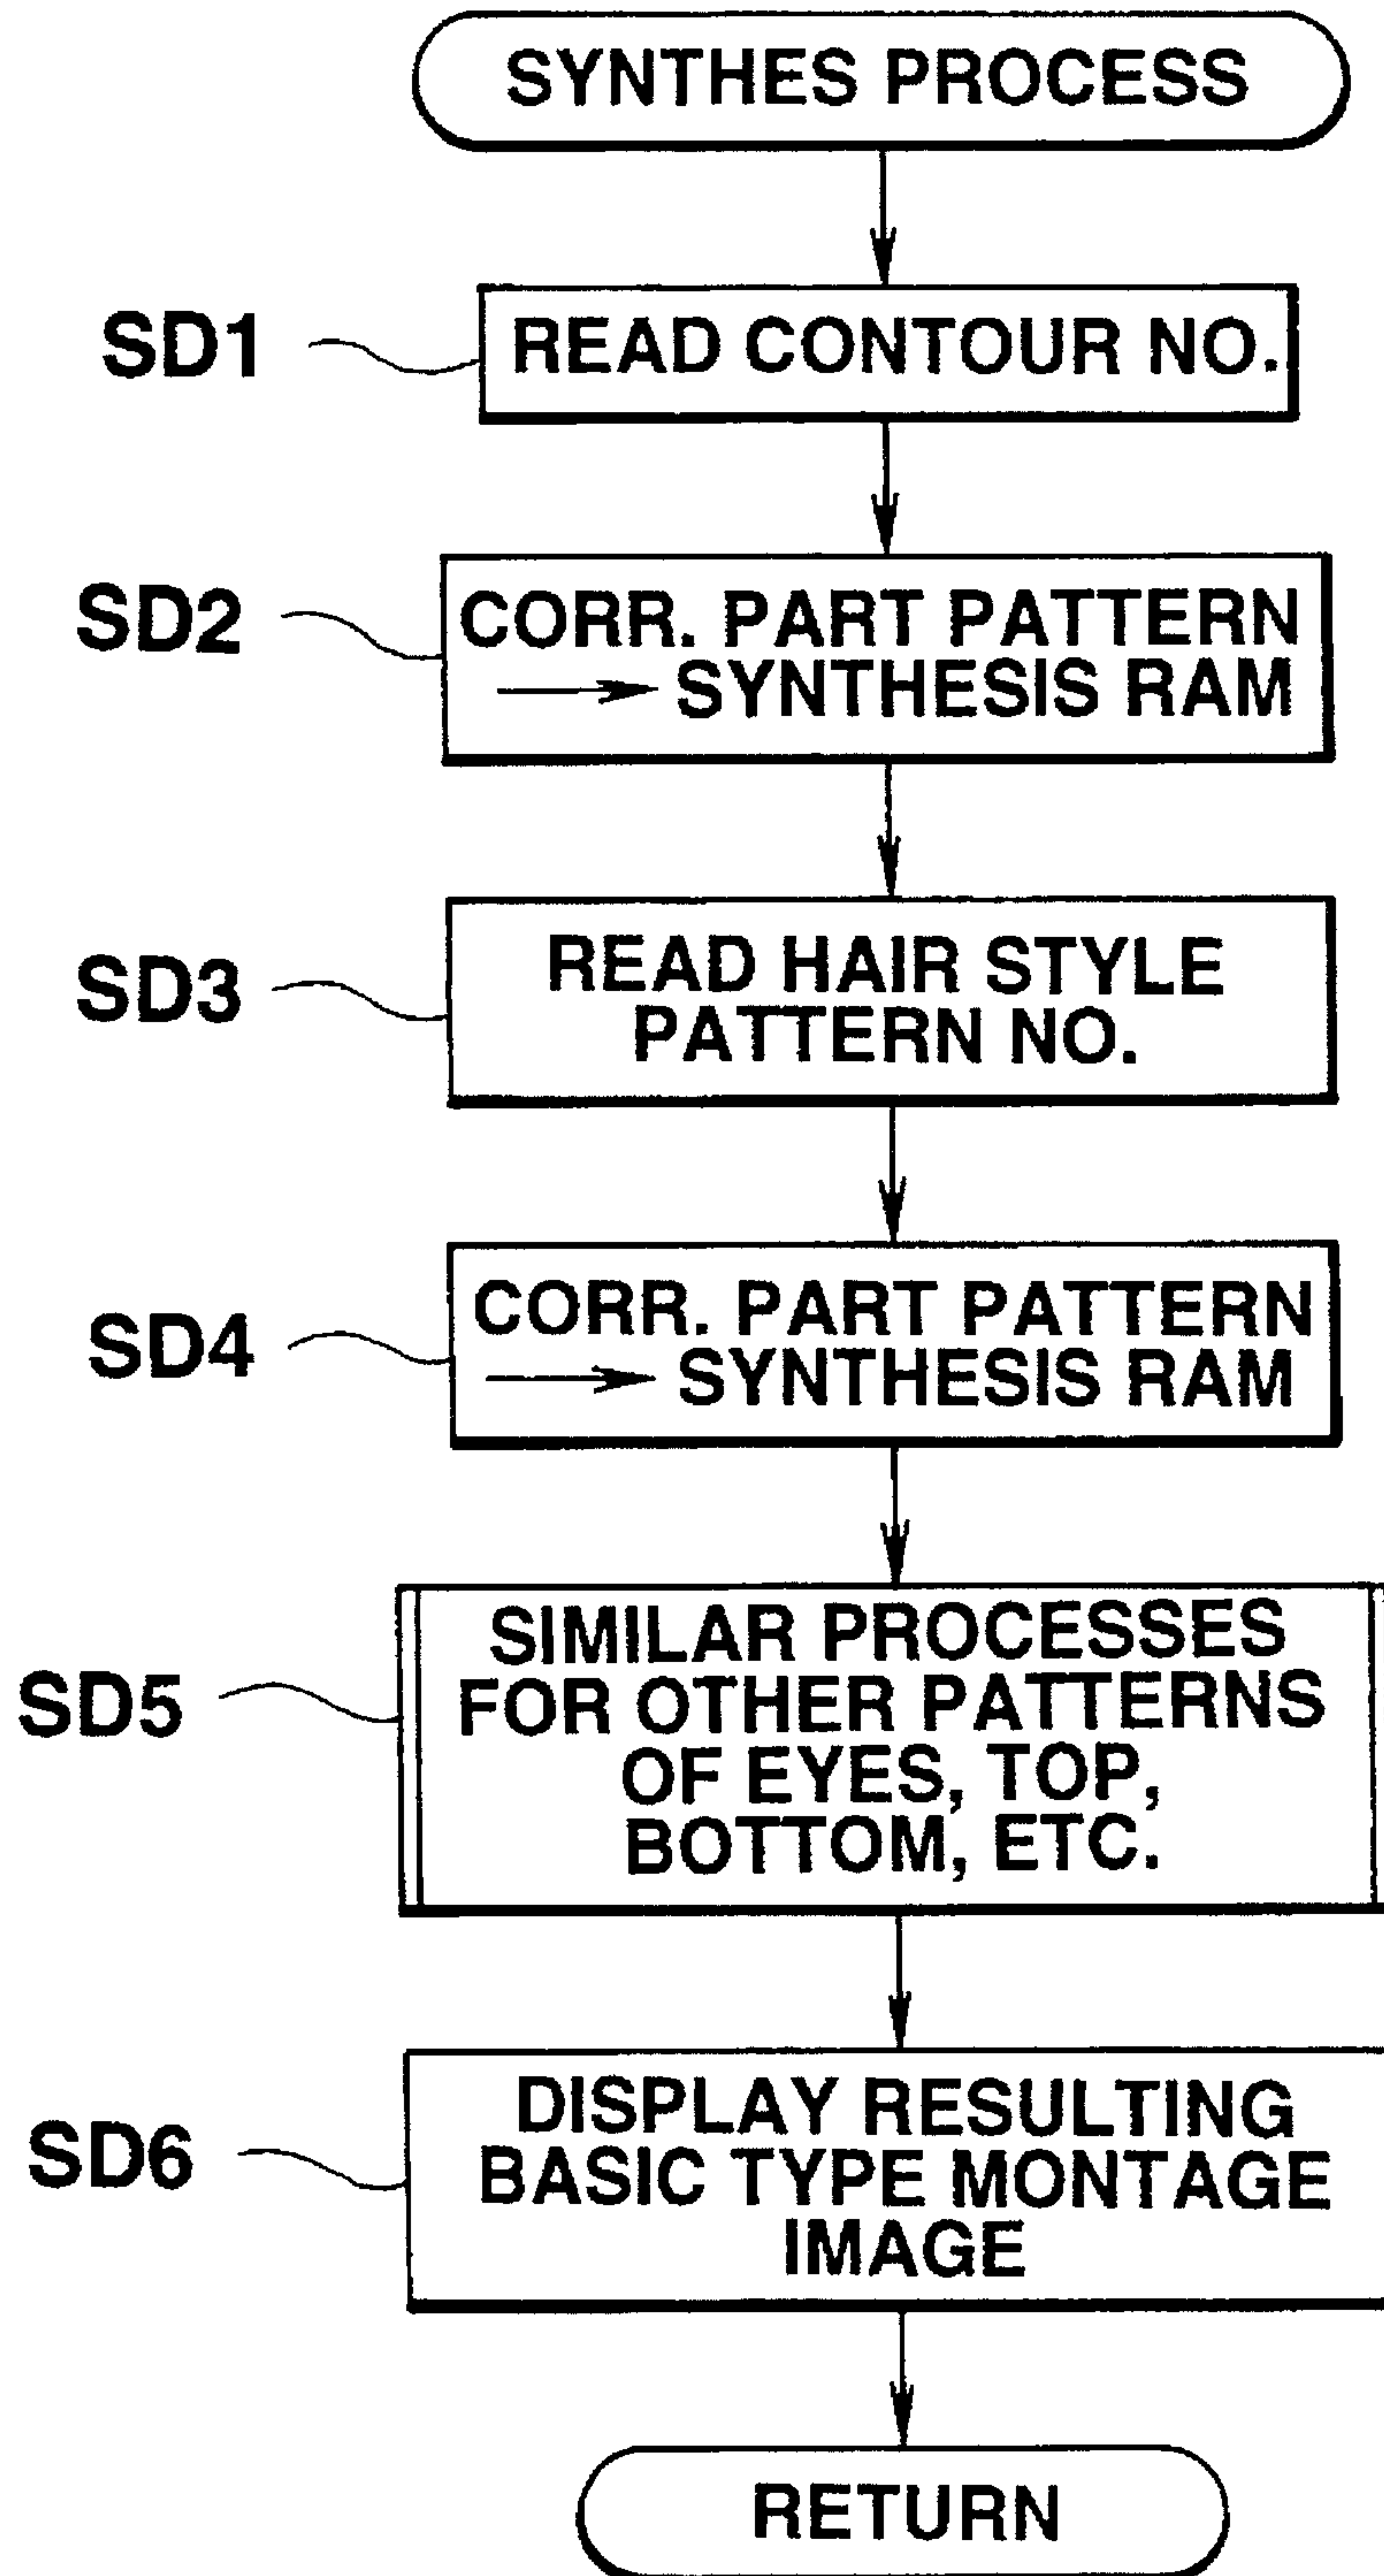 SYNTHES PROCESS
SD1
READ CONTOUR NO.
SD2
CORR. PART PATTERN
→ SYNTHESIS RAM
SD3
READ HAIR STYLE
PATTERN NO.
SD4
CORR. PART PATTERN
→ SYNTHESIS RAM
SD5
SIMILAR PROCESSES
FOR OTHER PATTERNS
OF EYES, TOP,
BOTTOM, ETC.
SD6
DISPLAY RESULTING
BASIC TYPE MONTAGE
IMAGE
RETURN